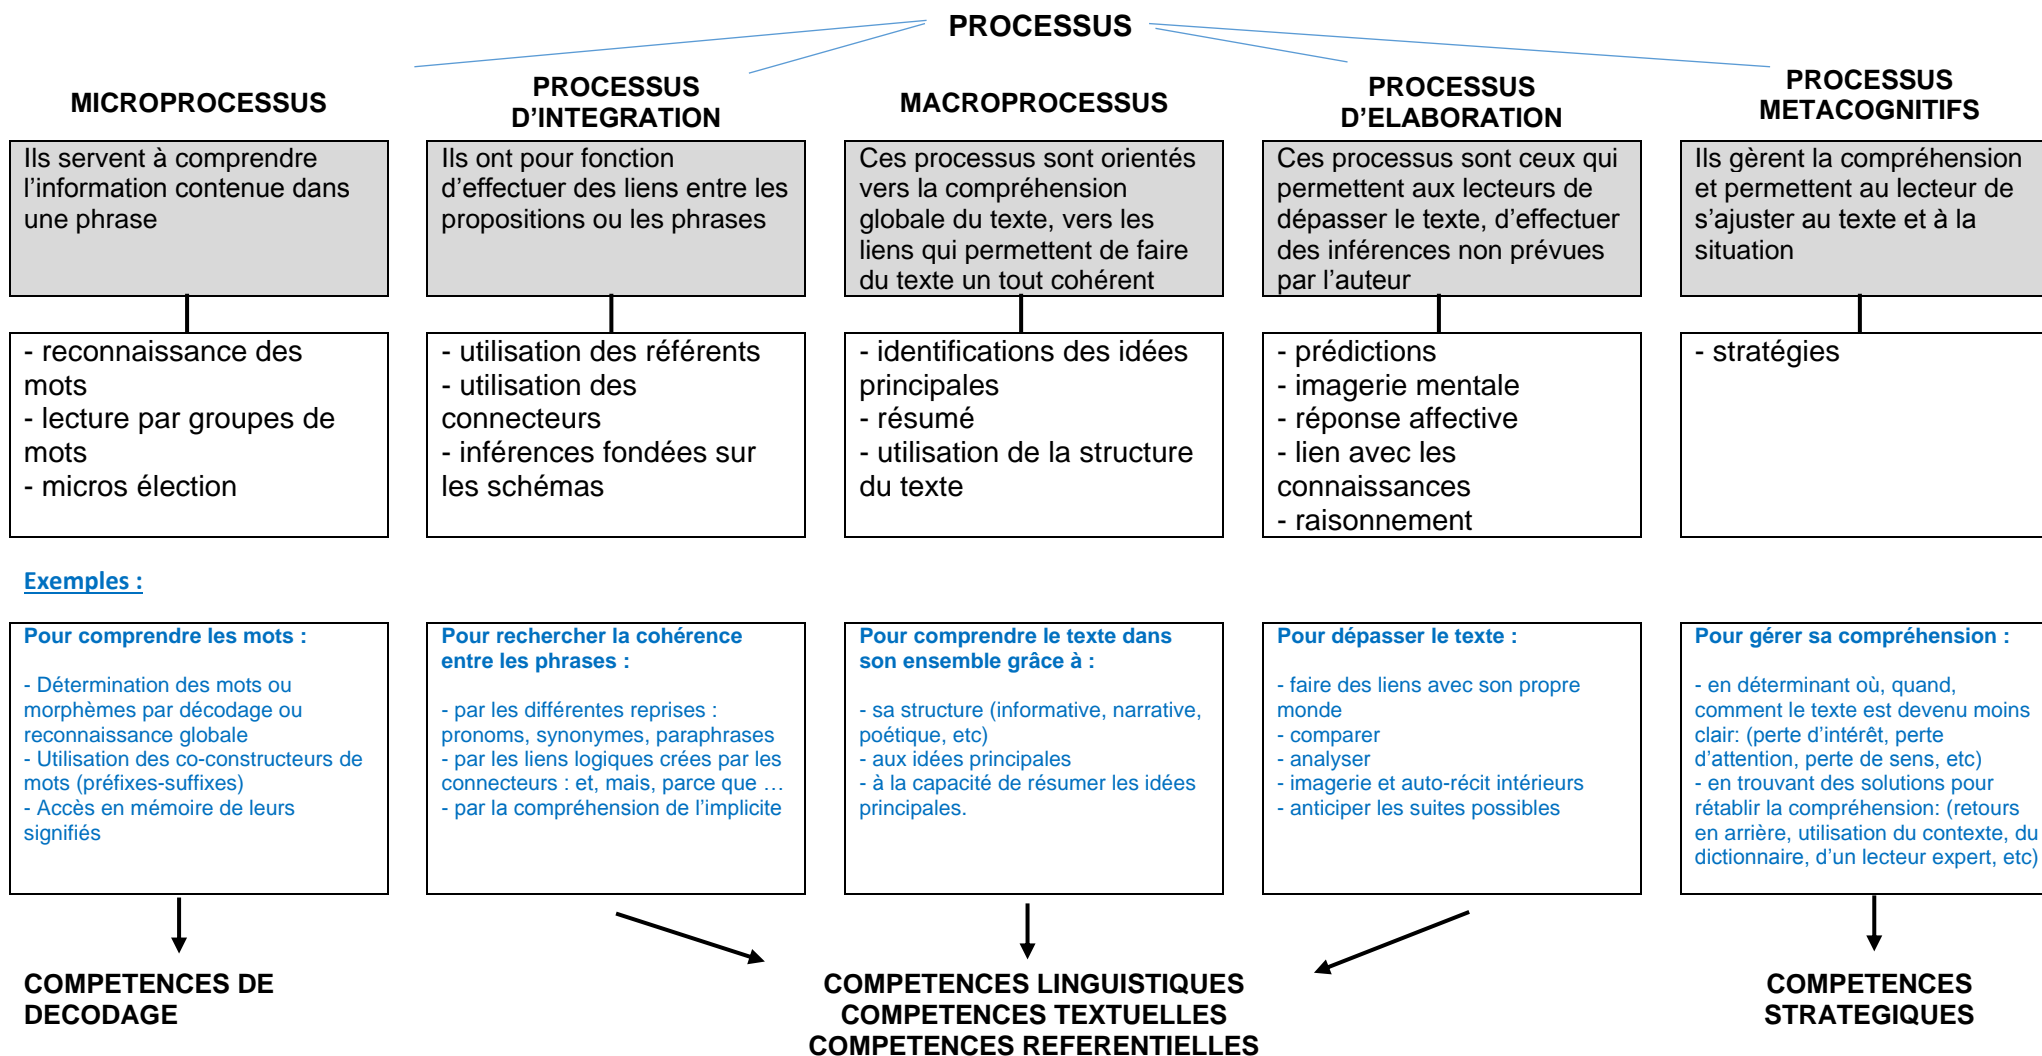 PROCESSUS
MICROPROCESSUS
PROCESSUS
D’INTEGRATION
MACROPROCESSUS
PROCESSUS
D’ELABORATION
PROCESSUS
METACOGNITIFS
Ils servent à comprendre
l’information contenue dans
une phrase
Ils ont pour fonction
d’effectuer des liens entre les
propositions ou les phrases
Ces processus sont orientés
vers la compréhension
globale du texte, vers les
liens qui permettent de faire
du texte un tout cohérent
Ces processus sont ceux qui
permettent aux lecteurs de
dépasser le texte, d’effectuer
des inférences non prévues
par l’auteur
Ils gèrent la compréhension
et permettent au lecteur de
s’ajuster au texte et à la
situation
- reconnaissance des
mots
- lecture par groupes de
mots
- micros élection
- utilisation des référents
- utilisation des
connecteurs
- inférences fondées sur
les schémas
- identifications des idées
principales
- résumé
- utilisation de la structure
du texte
- prédictions
- imagerie mentale
- réponse affective
- lien avec les
connaissances
- raisonnement
- stratégies
Exemples :
Pour comprendre les mots :
- Détermination des mots ou
morphèmes par décodage ou
reconnaissance globale
- Utilisation des co-constructeurs de
mots (préfixes-suffixes)
- Accès en mémoire de leurs
signifiés
Pour rechercher la cohérence
entre les phrases :
- par les différentes reprises :
pronoms, synonymes, paraphrases
- par les liens logiques crées par les
connecteurs : et, mais, parce que …
- par la compréhension de l’implicite
Pour comprendre le texte dans
son ensemble grâce à :
- sa structure (informative, narrative,
poétique, etc)
- aux idées principales
- à la capacité de résumer les idées
principales.
Pour dépasser le texte :
- faire des liens avec son propre
monde
- comparer
- analyser
- imagerie et auto-récit intérieurs
- anticiper les suites possibles
Pour gérer sa compréhension :
- en déterminant où, quand,
comment le texte est devenu moins
clair: (perte d’intérêt, perte
d’attention, perte de sens, etc)
- en trouvant des solutions pour
rétablir la compréhension: (retours
en arrière, utilisation du contexte, du
dictionnaire, d’un lecteur expert, etc)
COMPETENCES DE
DECODAGE
COMPETENCES LINGUISTIQUES
COMPETENCES TEXTUELLES
COMPETENCES REFERENTIELLES
COMPETENCES
STRATEGIQUES